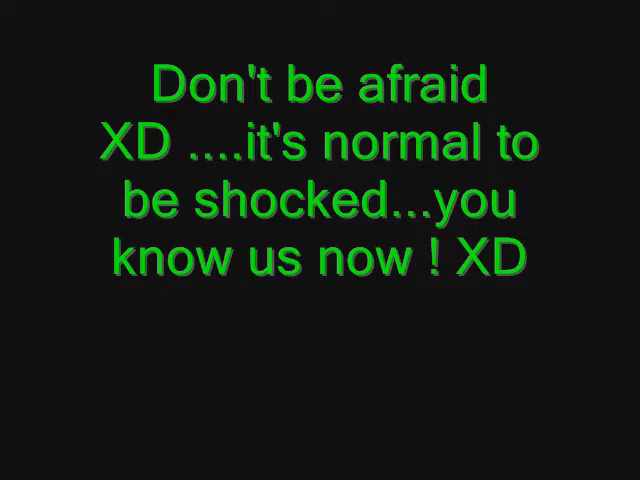 Don't be afraid
XD ....it's normal to
be shocked...you
know us now ! XD